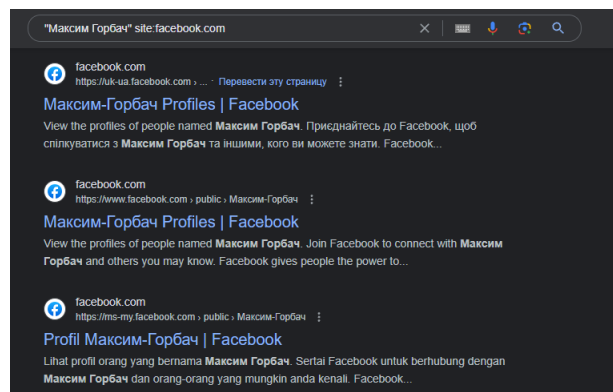 "Максим Горбач" site:facebook.com
facebook.com
https://uk-ua.facebook.com › ... · Перевести эту страницу
Максим-Горбач Profiles | Facebook
View the profiles of people named Максим Горбач. Приєднайтесь до Facebook, щоб
спілкуватися з Максим Горбач та іншими, кого ви можете знати. Facebook...
facebook.com
https://www.facebook.com › public › Максим-Горбач
Максим-Горбач Profiles | Facebook
View the profiles of people named Максим Горбач. Join Facebook to connect with Максим
Горбач and others you may know. Facebook gives people the power to...
facebook.com
https://ms-my.facebook.com › public › Максим-Горбач
Profil Максим-Горбач | Facebook
Lihat profil orang yang bernama Максим Горбач. Sertai Facebook untuk berhubung dengan
Максим Горбач dan orang-orang yang mungkin anda kenali. Facebook...